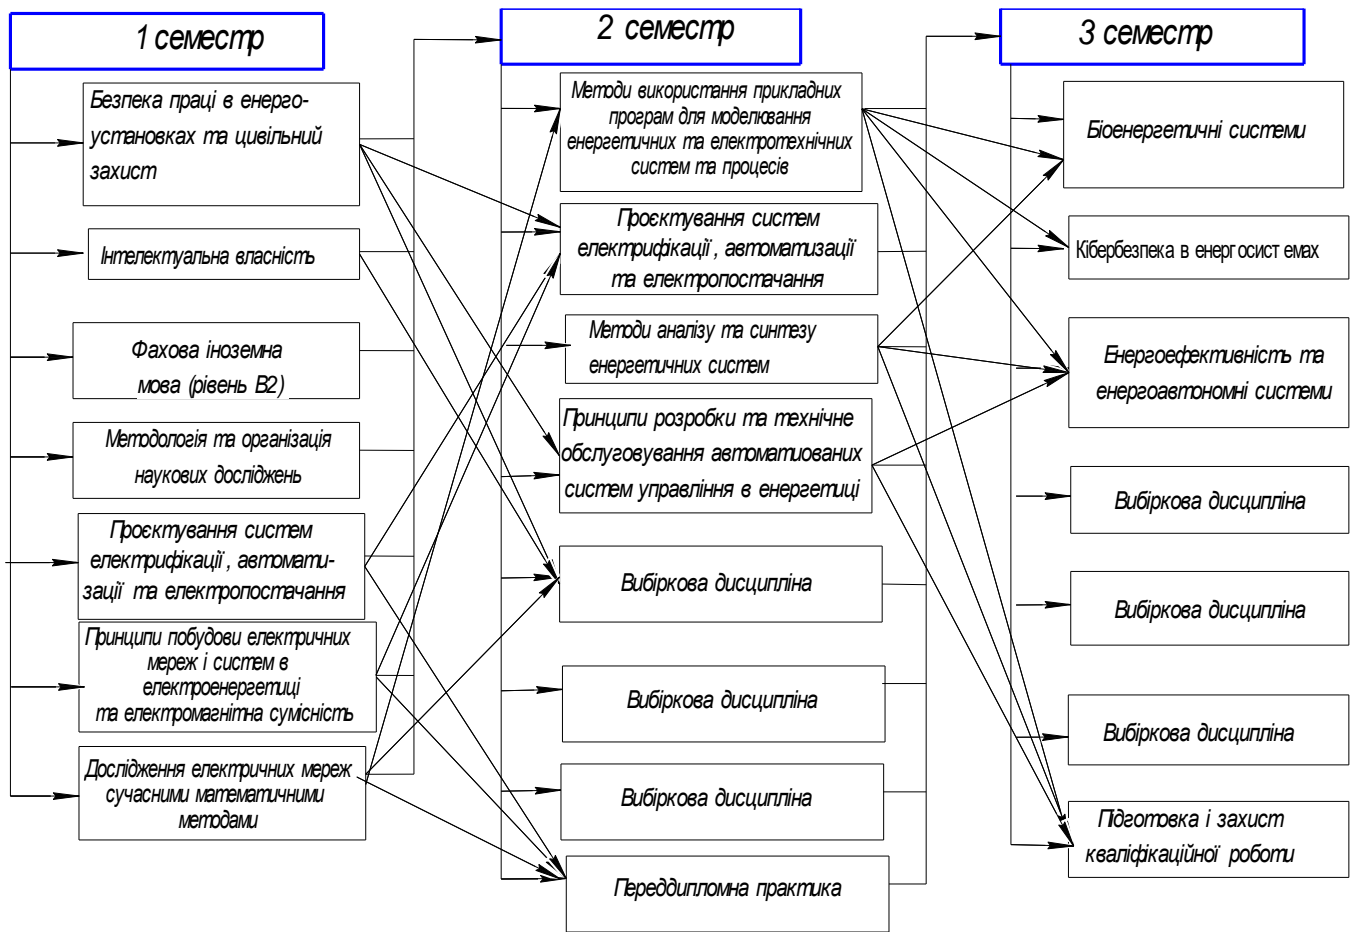 1 семестр
Безпека праці в енерго-
установках та цивільний
захист
Інтелектуальна власність
Фахова іноземна
мова (рівень В2)
Методологія та організація
наукових досліджень
Проєктування систем
електрифікації, автомати-
зації та електропостачання
Принципи побудови електричних
мереж і систем в
електроенергетиці
та електромагнітна сумісність
Дослідження електричних мереж
сучасними математичними
методами
2 семестр
Методи використання прикладних
програм для моделювання
енергетичних та електротехнічних
систем та процесів
Проєктування систем
електрифікації, автоматизації
та електропостачання
Методи аналізу та синтезу
енергетичних систем
Принципи розробки та технічне
обслуговування автоматиованих
систем управління в енергетиці
Вибіркова дисципліна
Вибіркова дисципліна
Вибіркова дисципліна
Переддипломна практика
3 семестр
Біоенергетичні системи
Кібербезпека в енергосист емах
Енергоефективність та
енергоавтономні системи
Вибіркова дисципліна
Вибіркова дисципліна
Вибіркова дисципліна
Підготовка і захист
кваліфікаційної роботи